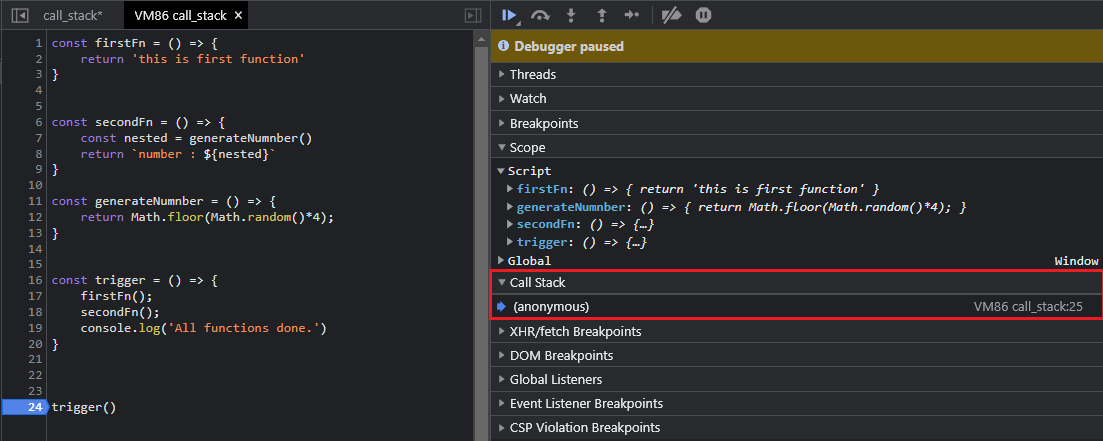 call_stack*
VM86 call_stack ×
1 const firstFn = () => {
2 return 'this is first function'
3 }
4
5
6 const secondFn = () => {
7 const nested = generateNumnber()
8 return `number : ${nested}`
9 }
10
11 const generateNumnber = () => {
12 return Math.floor(Math.random()*4);
13 }
14
15
16 const trigger = () => {
17 firstFn();
18 secondFn();
19 console.log('All functions done.')
20 }
21
22
23
24 trigger()
Debugger paused
Threads
Watch
Breakpoints
Scope
Script
firstFn: () => { return 'this is first function' }
generateNumnber: () => { return Math.floor(Math.random()*4); }
secondFn: () => {…}
trigger: () => {…}
Global Window
Call Stack
(anonymous) VM86 call_stack:25
XHR/fetch Breakpoints
DOM Breakpoints
Global Listeners
Event Listener Breakpoints
CSP Violation Breakpoints